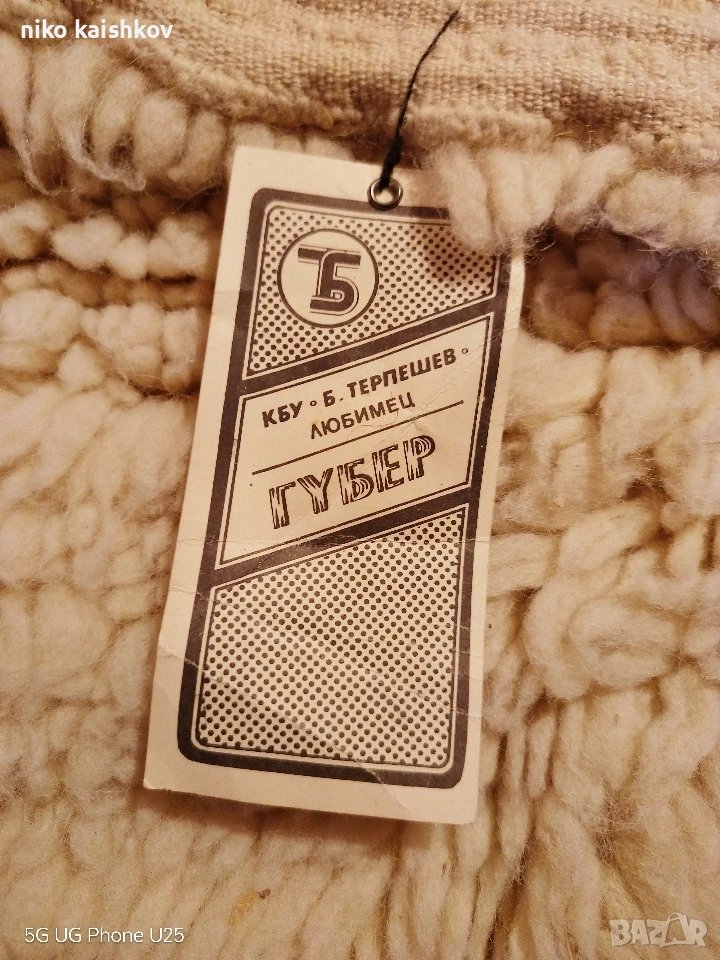 niko kaishkov
ТБ
КБУ ∘ Б. ТЕРПЕШЕВ ∘
ЛЮБИМЕЦ
ГУБЕР
5G UG Phone U25
BAZAR